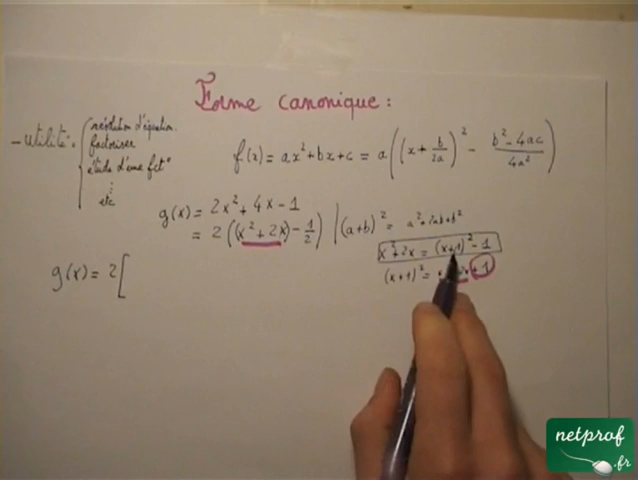 Forme canonique :
- utilité : { résolution d'équation.
factoriser
étude d'une fct°
⋮
etc
f(x) = ax² + bx + c = a((x + b/2a)² - (b² - 4ac)/4a²)
g(x) = 2x² + 4x - 1
= 2((x² + 2x) - 1/2) | (a+b)² = a² + 2ab + b²
x² + 2x = (x+1)² - 1
(x+1)² = 2x + 1
g(x) = 2[
netprof
.fr